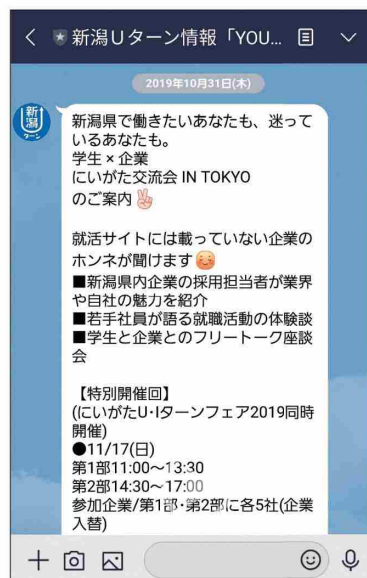 新潟Uターン情報「YOU...
2019年10月31日(木)
新潟
ターン
新潟県で働きたいあなたも、迷って
いるあなたも。
学生×企業
にいがた交流会 IN TOKYO
のご案内✌
就活サイトには載っていない企業の
ホンネが聞けます😊
■新潟県内企業の採用担当者が業界
や自社の魅力を紹介
■若手社員が語る就職活動の体験談
■学生と企業とのフリートーク座談
会
【特別開催回】
(にいがたU･Iターンフェア2019同時
開催)
●11/17(日)
第1部11:00～13:30
第2部14:30～17:00
参加企業/第1部･第2部に各5社(企業
入替)